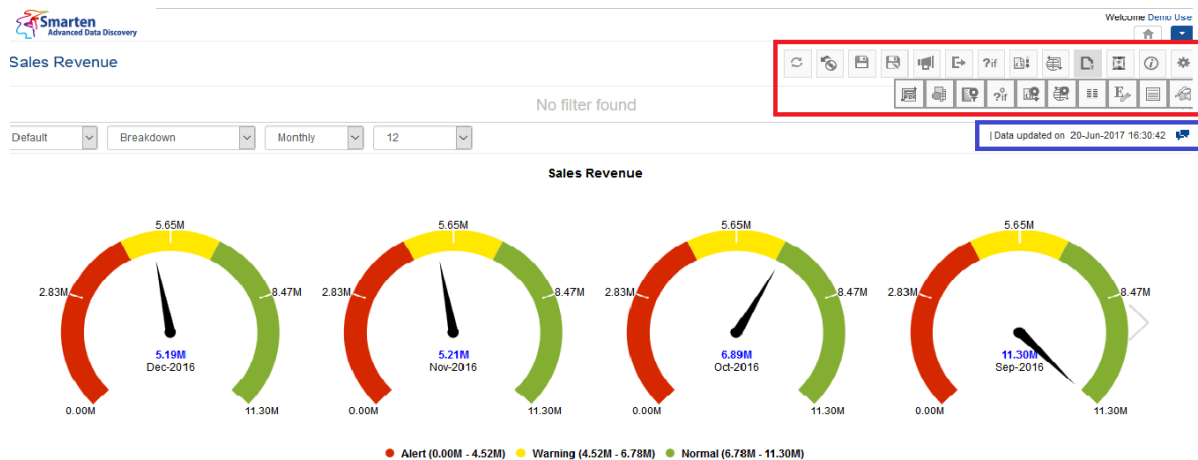 Smarten
Advanced Data Discovery
Welcome Demo Use
Sales Revenue
?if
?if
No filter found
Default
Breakdown
Monthly
12
Data updated on 20-Jun-2017 16:30:42
Sales Revenue
5.65M 5.65M 5.65M 5.65M
2.83M 8.47M 2.83M 8.47M 2.83M 8.47M 2.83M 8.47M
5.19M 5.21M 6.89M 11.30M
Dec-2016 Nov-2016 Oct-2016 Sep-2016
0.00M 11.30M 0.00M 11.30M 0.00M 11.30M 0.00M 11.30M
Alert (0.00M - 4.52M) Warning (4.52M - 6.78M) Normal (6.78M - 11.30M)